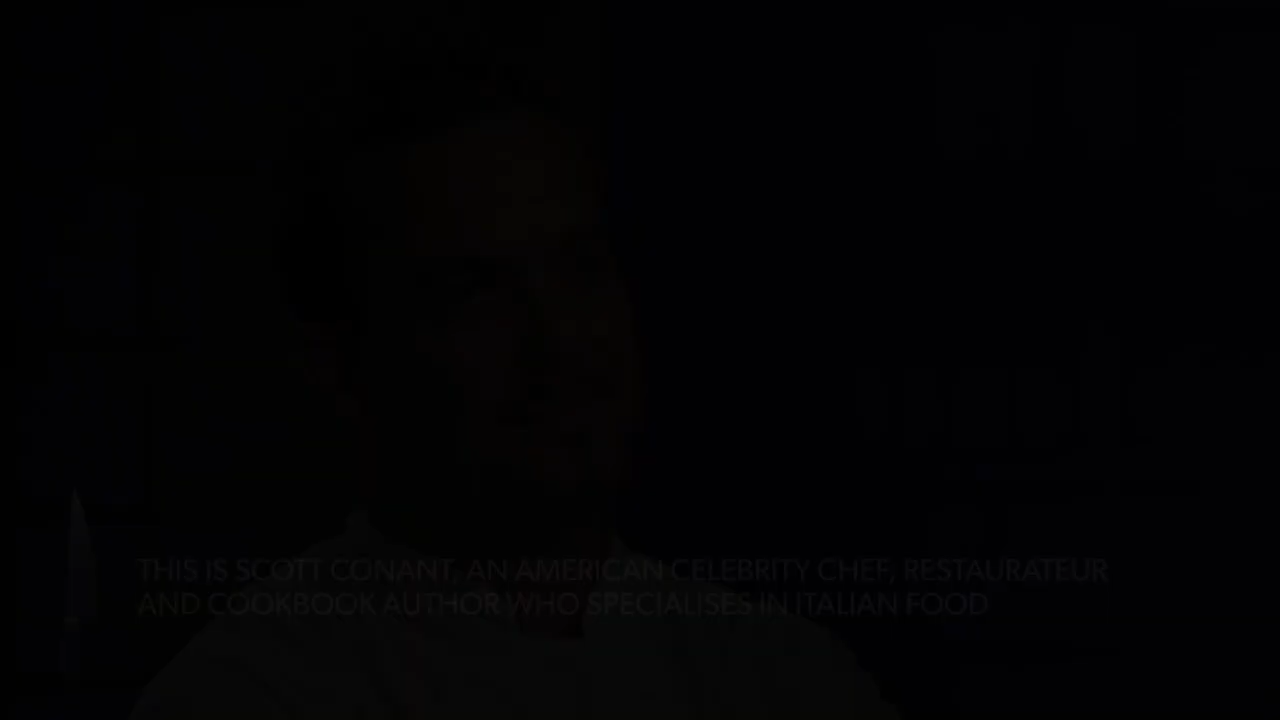 THIS IS SCOTT CONANT, AN AMERICAN CELEBRITY CHEF, RESTAURATEUR
AND COOKBOOK AUTHOR WHO SPECIALISES IN ITALIAN FOOD